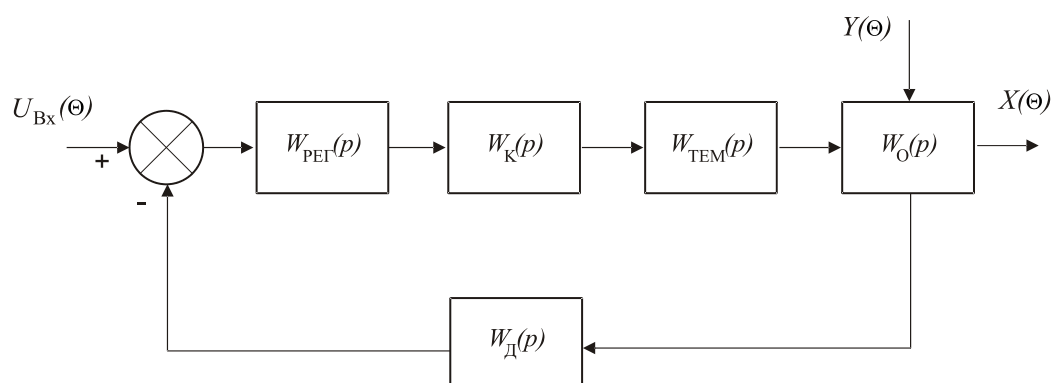 Y(Θ)
U_Вх(Θ)
X(Θ)
+
W_РЕГ(p)
W_К(p)
W_ТЕМ(p)
W_О(p)
-
W_Д(p)